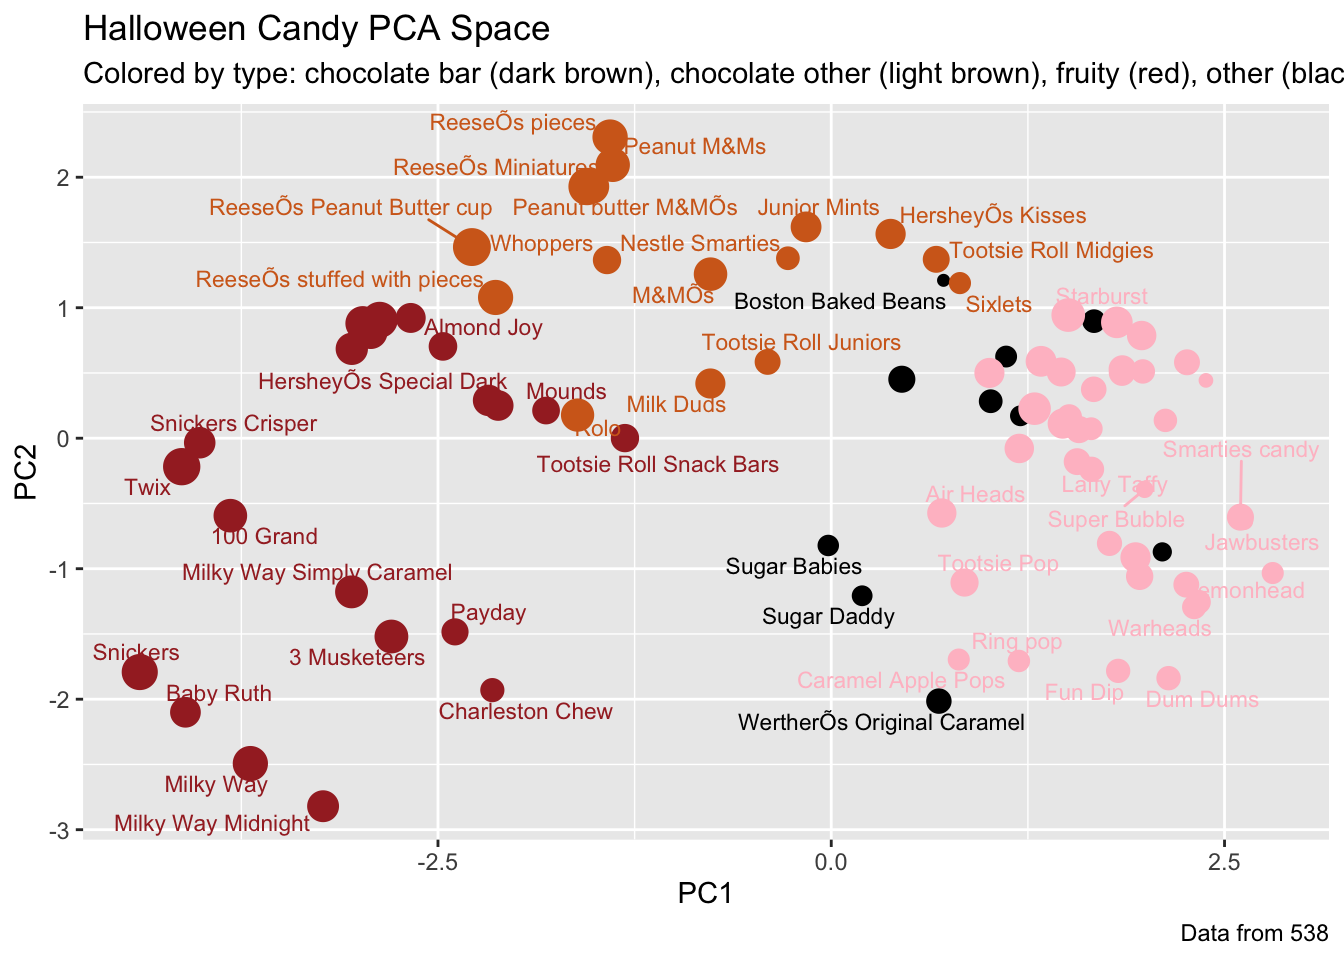 Halloween Candy PCA Space
Colored by type: chocolate bar (dark brown), chocolate other (light brown), fruity (red), other (blac
ReeseÕs pieces
Peanut M&Ms
ReeseÕs Miniatures
ReeseÕs Peanut Butter cup
Peanut butter M&MÕs
Junior Mints
HersheyÕs Kisses
Whoppers
Nestle Smarties
Tootsie Roll Midgies
ReeseÕs stuffed with pieces
M&MÕs
Boston Baked Beans
Sixlets
Starburst
Almond Joy
Tootsie Roll Juniors
HersheyÕs Special Dark
Mounds
Milk Duds
Snickers Crisper
Rolo
Tootsie Roll Snack Bars
Smarties candy
Twix
Laffy Taffy
Air Heads
100 Grand
Super Bubble
Jawbusters
Milky Way Simply Caramel
Sugar Babies
Tootsie Pop
emonhead
Payday
Sugar Daddy
Warheads
Snickers
3 Musketeers
Ring pop
Baby Ruth
Caramel Apple Pops
Fun Dip
Dum Dums
Charleston Chew
WertherÕs Original Caramel
Milky Way
Milky Way Midnight
2
1
0
-1
-2
-3
PC2
-2.5
0.0
2.5
PC1
Data from 538